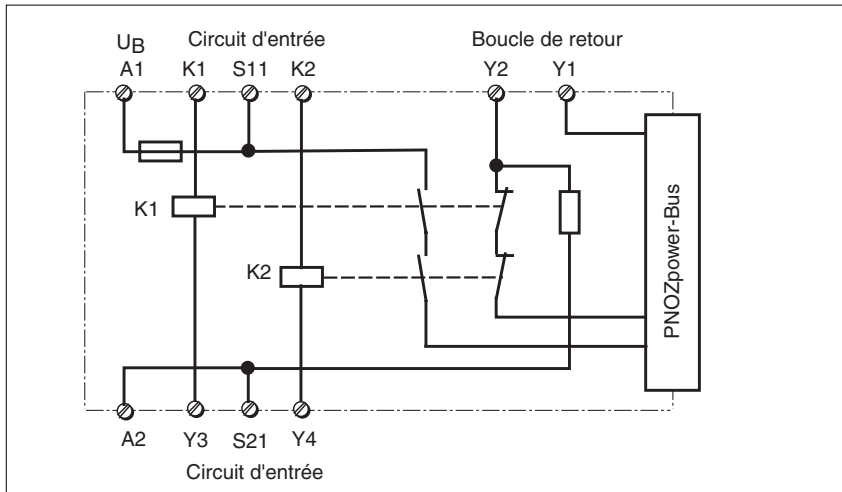 UB Circuit d'entrée Boucle de retour
A1 K1 S11 K2 Y2 Y1
K1
K2
PNOZpower-Bus
A2 Y3 S21 Y4
Circuit d'entrée